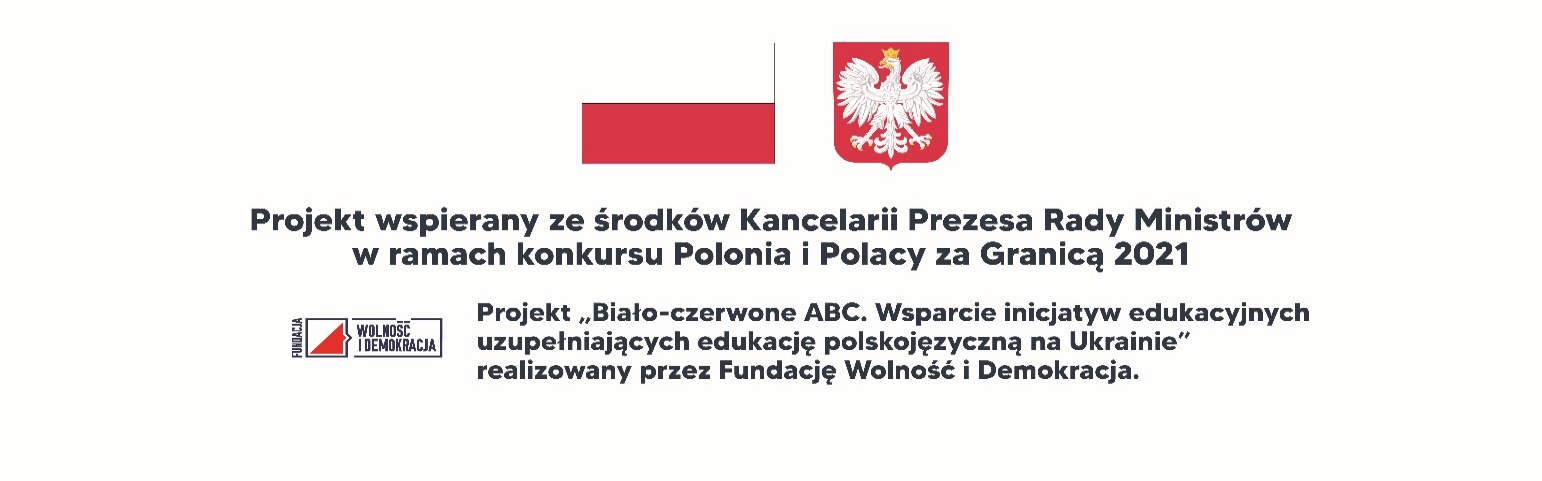 Projekt wspierany ze środków Kancelarii Prezesa Rady Ministrów
w ramach konkursu Polonia i Polacy za Granicą 2021
FUNDACJA
WOLNOŚĆ
I DEMOKRACJA
Projekt „Biało-czerwone ABC. Wsparcie inicjatyw edukacyjnych
uzupełniających edukację polskojęzyczną na Ukrainie”
realizowany przez Fundację Wolność i Demokracja.